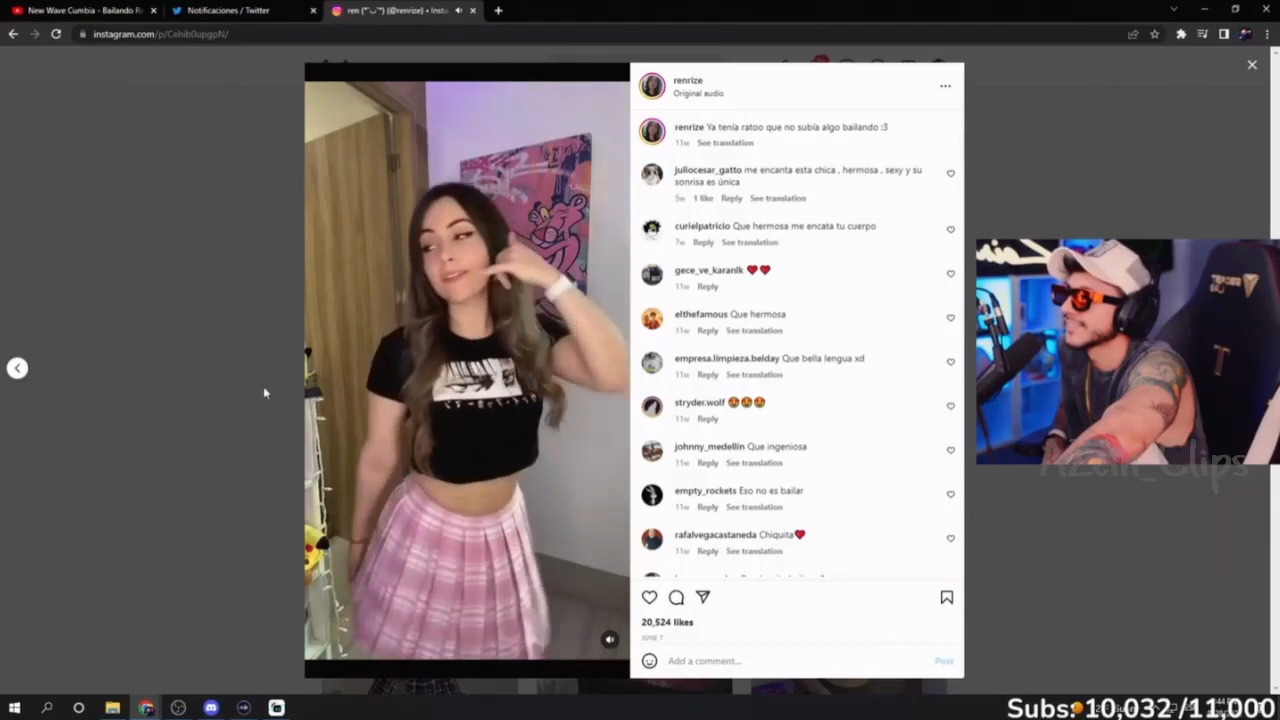 New Wave Cumbia - Bailando R
Notificaciones / Twitter
@renrize) • Inst
instagram.com/p/Cehib0upgpN/
renrize
Original audio
renrize Ya tenía ratoo que no subía algo bailando :3
11w See translation
juliocesar_gatto me encanta esta chica , hermosa , sexy y su
sonrisa es única
5w 1 like Reply See translation
curielpatricio Que hermosa me encata tu cuerpo
7w Reply See translation
gece_ve_karanlk ❤️❤️
11w Reply
elthefamous Que hermosa
11w Reply See translation
empresa.limpieza.belday Que bella lengua xd
11w Reply See translation
stryder.wolf 🥵🥵🥵
11w Reply
johnny_medellin Que ingeniosa
11w Reply See translation
empty_rockets Eso no es bailar
11w Reply See translation
rafalvegacastaneda Chiquita❤️
11w Reply See translation
20,524 likes
JUNE 7
Add a comment...
Post
Clips
Subs: 10.032/11.000